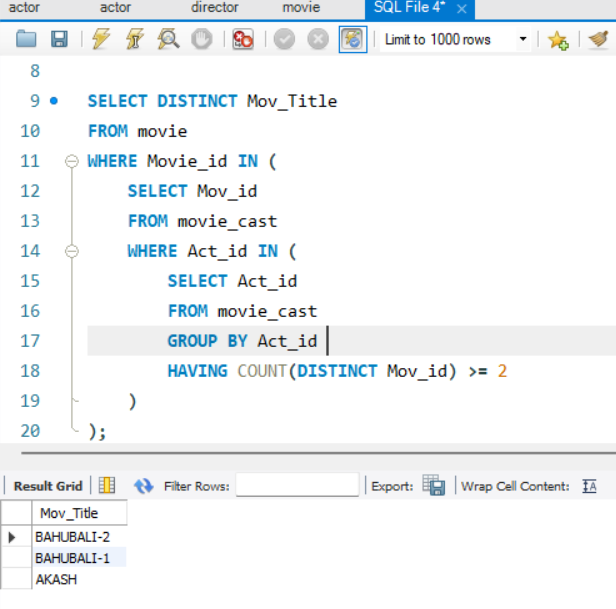 actor actor director movie SQL File 4* ×
Limit to 1000 rows
8
9 SELECT DISTINCT Mov_Title
10 FROM movie
11 WHERE Movie_id IN (
12 SELECT Mov_id
13 FROM movie_cast
14 WHERE Act_id IN (
15 SELECT Act_id
16 FROM movie_cast
17 GROUP BY Act_id
18 HAVING COUNT(DISTINCT Mov_id) >= 2
19 )
20 );
Result Grid Filter Rows: Export: Wrap Cell Content: IA
Mov_Title
BAHUBALI-2
BAHUBALI-1
AKASH